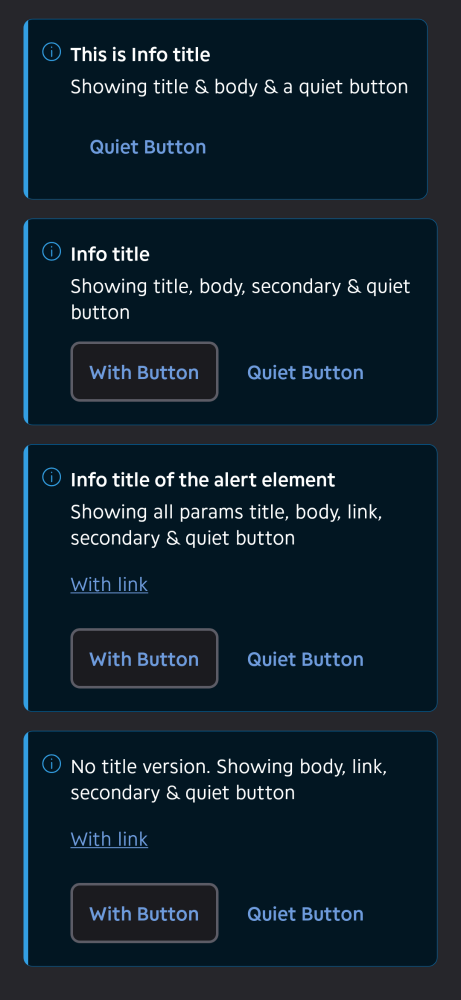 This is Info title
Showing title & body & a quiet button
Quiet Button
Info title
Showing title, body, secondary & quiet
button
With Button Quiet Button
Info title of the alert element
Showing all params title, body, link,
secondary & quiet button
With link
With Button Quiet Button
No title version. Showing body, link,
secondary & quiet button
With link
With Button Quiet Button